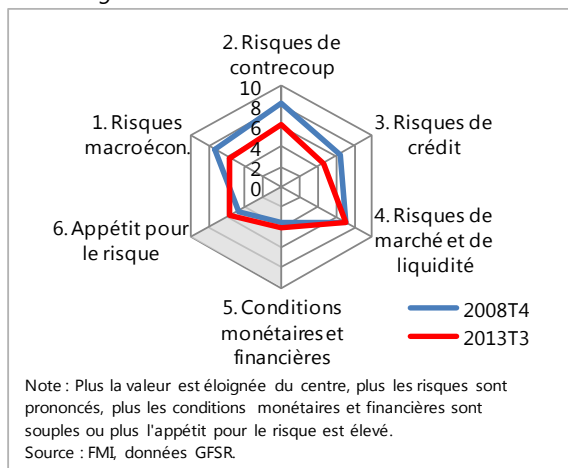 2. Risques de
contrecoup
10
8
6
4
2
0
1. Risques
macroécon.
3. Risques de
crédit
6. Appétit pour
le risque
4. Risques de
marché et de
liquidité
5. Conditions
monétaires et
financières
2008T4
2013T3
Note : Plus la valeur est éloignée du centre, plus les risques sont
prononcés, plus les conditions monétaires et financières sont
souples ou plus l'appétit pour le risque est élevé.
Source : FMI, données GFSR.